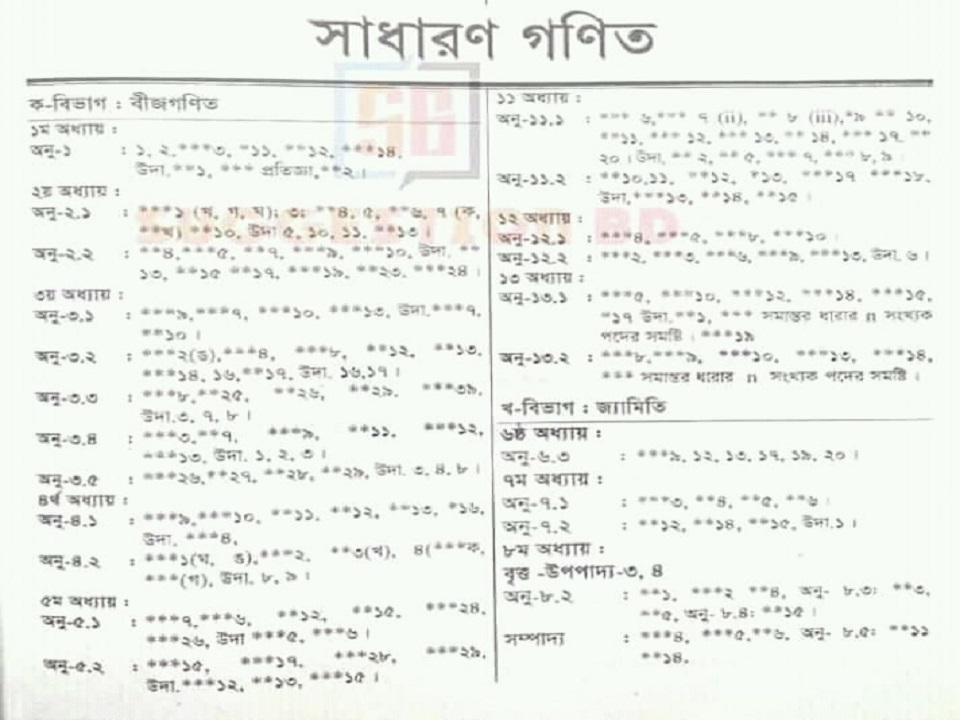 সাধারণ গণিত
ক-বিভাগ : বীজগণিত
১ম অধ্যায় :
অনু-১ : ১, ২,***৩, *১১, **১২, ***১৪,
উদা,**১, *** প্রতিজ্ঞা,**২।
২য় অধ্যায় :
অনু-২.১ : ***১ (খ, গ, ঘ); ৩; **৪, ৫, **৬, ৭ (ক,
**খ) **১০, উদা ৫, ১০, ১১, **১৩।
অনু-২.২ : **৪,***৫, **৭, ***৯, ***১০, উদা, **
১৩, **১৫ **১৭, ***১৯, **২৩, ***২৪।
৩য় অধ্যায় :
অনু-৩.১ : ***৯,***৭, ***১০, ***১৩, উদা,***৭,
**১০।
অনু-৩.২ : ***২(ঙ),***৪, ***৮, **১২, **১৩,
***১৪, ১৬,**১৭, উদা. ১৬,১৭।
অনু-৩.৩ : ***৮,**২৫, **২৬, **২৯, ***৩৯,
উদা.৩, ৭, ৮।
অনু-৩.৪ : ***৩,**৭, ***৯, **১১, ***১২,
***১৩, উদা. ১, ২, ৩।
অনু-৩.৫ : ***২৬,**২৭, **২৮, **২৯, উদা. ৩, ৪, ৮।
৪র্থ অধ্যায় :
অনু-৪.১ : ***৯,***১০, **১১, **১২, **১৩, *১৬,
উদা. ***৪,
অনু-৪.২ : ***১(ঘ, ঙ),***২, **৩(খ), ৪(***ক,
***(গ), উদা. ৮, ৯।
৫ম অধ্যায় :
অনু-৫.১ : ***৭,***৬, **১২, **১৫, ***২৪,
***২৬, উদা ***৫, ***৬।
অনু-৫.২ : ***১৫, ***১৭, ***২৮, ***২৯,
উদা.***১২, **১৩, ***১৫।
১১ অধ্যায় :
অনু-১১.১ : *** ৬,*** ৭ (ii), ** ৮ (iii),*৯ ** ১০,
**১১, *** ১২, *** ১৩, ** ১৪, *** ১৭, **
২০। উদা, ** ২, ** ৫, *** ৭, *** ৮, ৯।
অনু-১১.২ : **১০,১১, **১২, *১৩, ***১৭ ***১৮,
উদা,***১৩, **১৪, **১৫।
১২ অধ্যায় :
অনু-১২.১ : ***৪, ***৫, ***৮, ***১০।
অনু-১২.২ : ***২, ***৩, ***৬, ***৯, ***১৩, উদা. ৬।
১৩ অধ্যায় :
অনু-১৩.১ : ***৫, ***১০, ***১২, ***১৪, ***১৫,
*১৭ উদা.**১, *** সমান্তর ধারার n সংখ্যক
পদের সমষ্টি। ***১৯
অনু-১৩.২ : ***৮,***৯, ***১০, ***১৩, ***১৪,
*** সমান্তর ধারার n সংখ্যক পদের সমষ্টি।
খ-বিভাগ : জ্যামিতি
৬ষ্ঠ অধ্যায় :
অনু-৬.৩ : ***৯, ১২, ১৩, ১৭, ১৯, ২০।
৭ম অধ্যায় :
অনু-৭.১ : ***৩, **৪, **৫, **৬।
অনু-৭.২ : **১২, **১৪, **১৫, উদা.১।
৮ম অধ্যায় :
বৃত্ত -উপপাদ্য-৩, ৪
অনু-৮.২ : **১, ***২ **৪, অনু- ৮.৩: **৩,
**৫, অনু- ৮.৪: **১৫।
সম্পাদ্য : ***৪, ***৫,**৬, অনু- ৮.৫: **১১
**১৪,
SUGGESTION BD